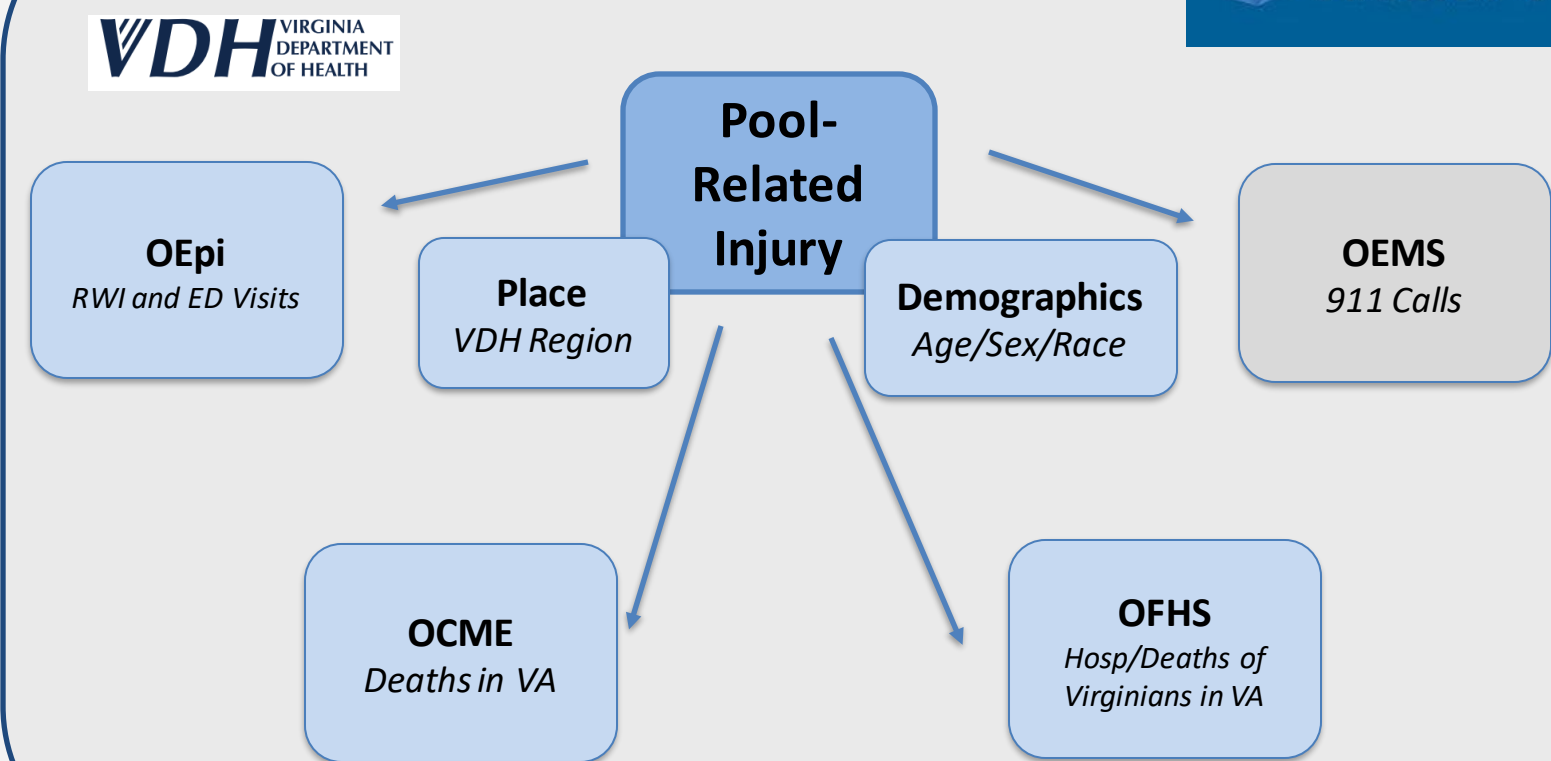 VDH VIRGINIA
DEPARTMENT
OF HEALTH
Pool-
Related
Injury
OEpi
RWI and ED Visits
Place
VDH Region
Demographics
Age/Sex/Race
OEMS
911 Calls
OCME
Deaths in VA
OFHS
Hosp/Deaths of
Virginians in VA